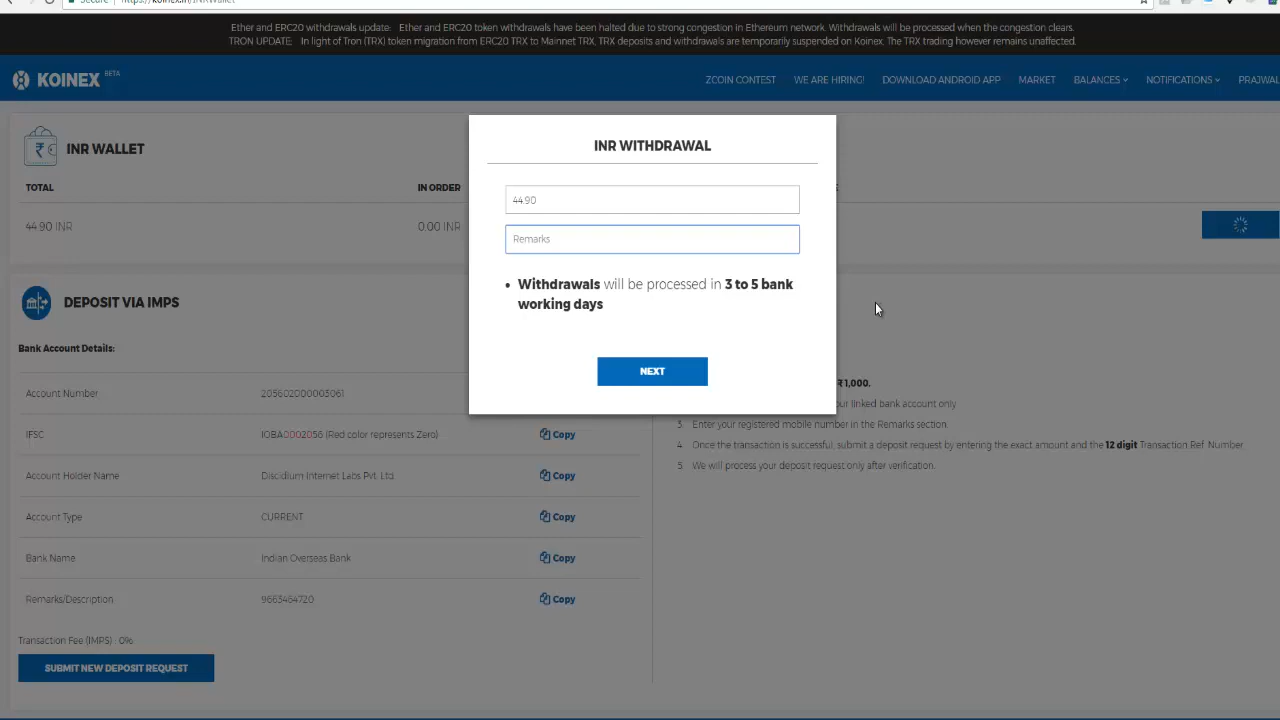 Secure
https://koinex.in/INRWallet
Ether and ERC20 withdrawals update: Ether and ERC20 token withdrawals have been halted due to strong congestion in Ethereum network. Withdrawals will be processed when the congestion clears.
TRON UPDATE: In light of Tron (TRX) token migration from ERC20 TRX to Mainnet TRX, TRX deposits and withdrawals are temporarily suspended on Koinex. The TRX trading however remains unaffected.
KOINEX BETA
ZCOIN CONTEST WE ARE HIRING! DOWNLOAD ANDROID APP MARKET BALANCES NOTIFICATIONS PRAJWAL
INR WALLET
TOTAL IN ORDER
44.90 INR 0.00 INR
INR WITHDRAWAL
44.90
Remarks
• Withdrawals will be processed in 3 to 5 bank
working days
NEXT
DEPOSIT VIA IMPS
Bank Account Details:
Account Number 205602000003061
IFSC IOBA0002056 (Red color represents Zero) Copy
Account Holder Name Discidium Internet Labs Pvt. Ltd. Copy
Account Type CURRENT Copy
Bank Name Indian Overseas Bank Copy
Remarks/Description 9663464720 Copy
Transaction Fee (IMPS) : 0%
SUBMIT NEW DEPOSIT REQUEST
1,000.
our linked bank account only
3. Enter your registered mobile number in the Remarks section.
4. Once the transaction is successful, submit a deposit request by entering the exact amount and the 12 digit Transaction Ref. Number.
5. We will process your deposit request only after verification.